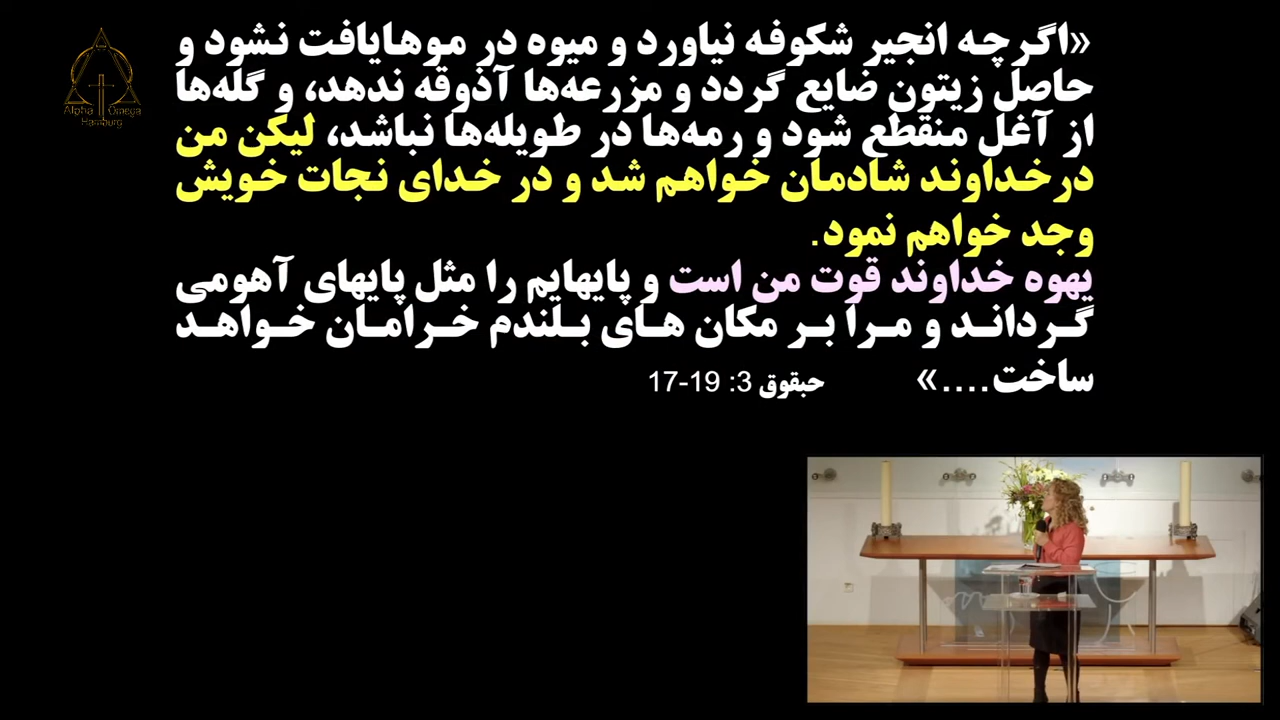 «اگرچه انجیر شکوفه نیاورد و میوه در موهایافت نشود و
حاصل زیتون ضایع گردد و مزرعه‌ها آذوقه ندهد، و گله‌ها
از آغل منقطع شود و رمه‌ها در طویله‌ها نباشد، لیکن من
درخداوند شادمان خواهم شد و در خدای نجات خویش
وجد خواهم نمود.
یهوه خداوند قوت من است و پایهایم را مثل پایهای آهومی
گرداند و مرا بر مکان های بلندم خرامان خواهد
ساخت....» حبقوق 3: 19-17
Alpha Omega
Hamburg